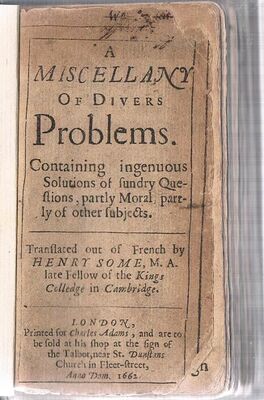 A
MISCELLANY
OF DIVERS
Problems.
Containing ingenuous
Solutions of sundry Que-
stions, partly Moral, part-
ly of other subjects.
Translated out of French by
HENRY SOME, M. A.
late Fellow of the Kings
Colledge in Cambridge.
LONDON,
Printed for Charles Adams, and are to
be sold at his shop at the sign of
the Talbot, near St. Dunstans
Church in Fleet-street,
Anno Dom. 1662